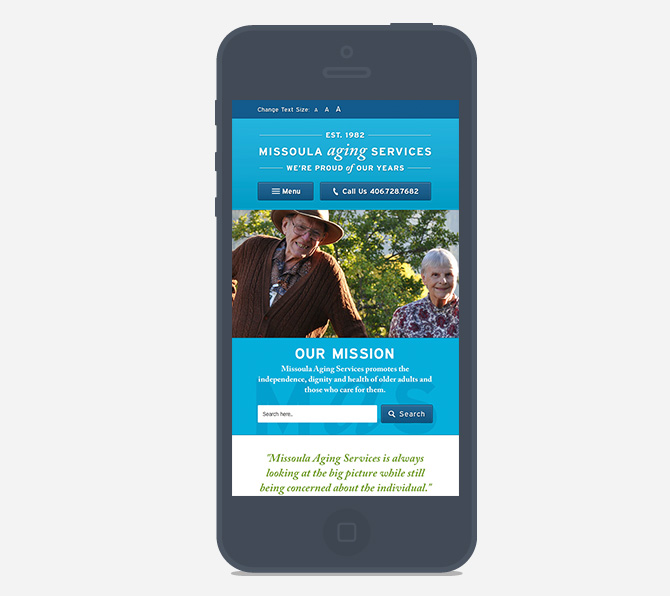 Change Text Size: A A A
EST. 1982
MISSOULA aging SERVICES
WE'RE PROUD of OUR YEARS
Menu
Call Us 406.728.7682
OUR MISSION
Missoula Aging Services promotes the
independence, dignity and health of older adults and
those who care for them.
Search here..
Search
"Missoula Aging Services is always
looking at the big picture while still
being concerned about the individual."